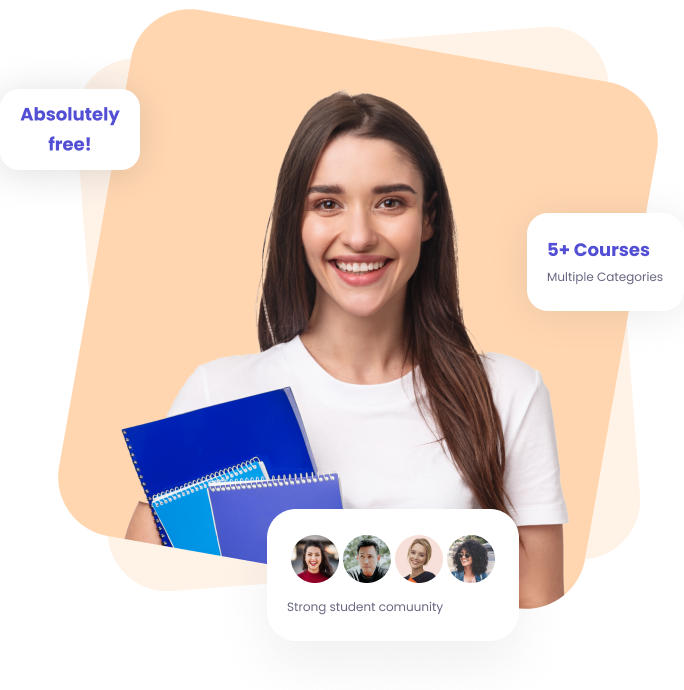 Absolutely
free!
5+ Courses
Multiple Categories
Strong student comuunity